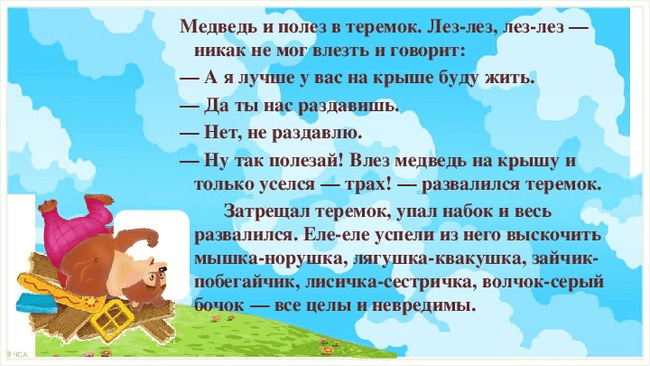 Медведь и полез в теремок. Лез-лез, лез-лез —
никак не мог влезть и говорит:
— А я лучше у вас на крыше буду жить.
— Да ты нас раздавишь.
— Нет, не раздавлю.
— Ну так полезай! Влез медведь на крышу и
только уселся — трах! — развалился теремок.
Затрещал теремок, упал набок и весь
развалился. Еле-еле успели из него выскочить
мышка-норушка, лягушка-квакушка, зайчик-
побегайчик, лисичка-сестричка, волчок-серый
бочок — все целы и невредимы.